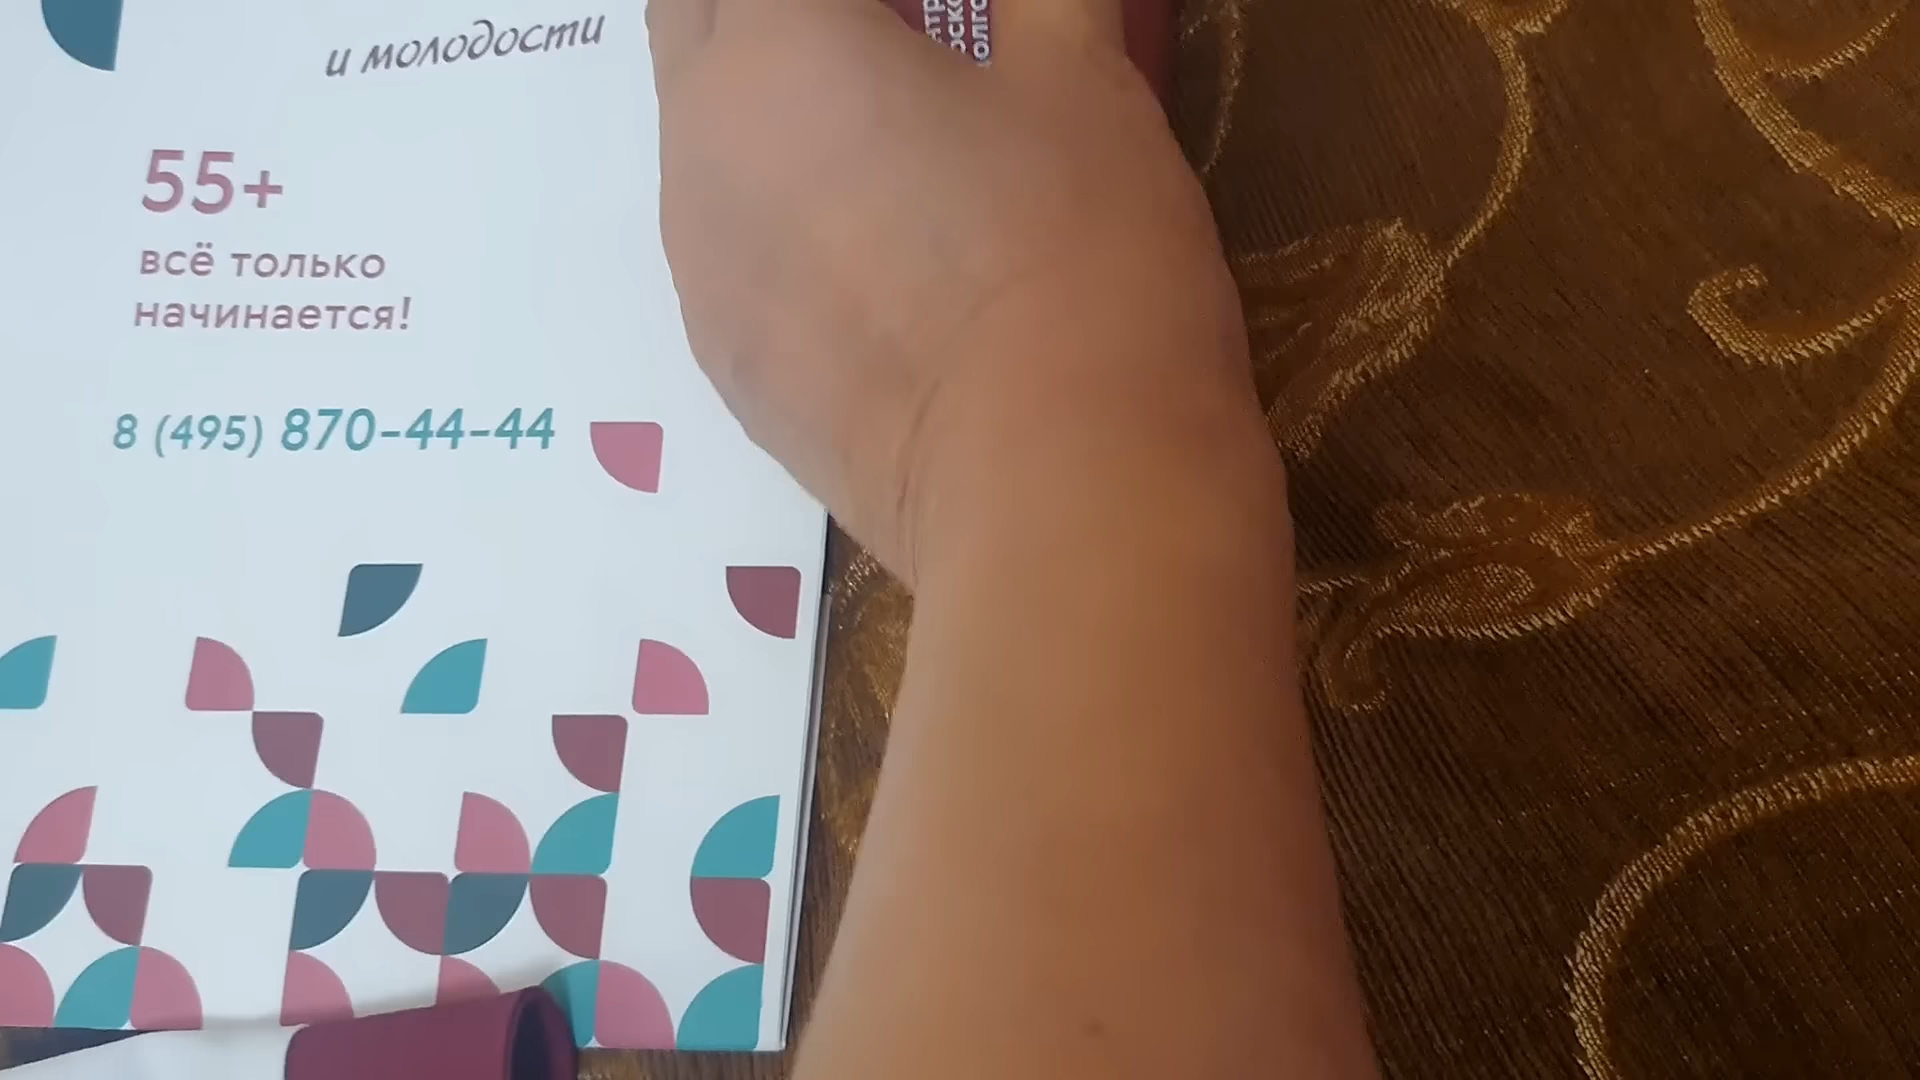 и молодости
55+
всё только
начинается!
8 (495) 870-44-44